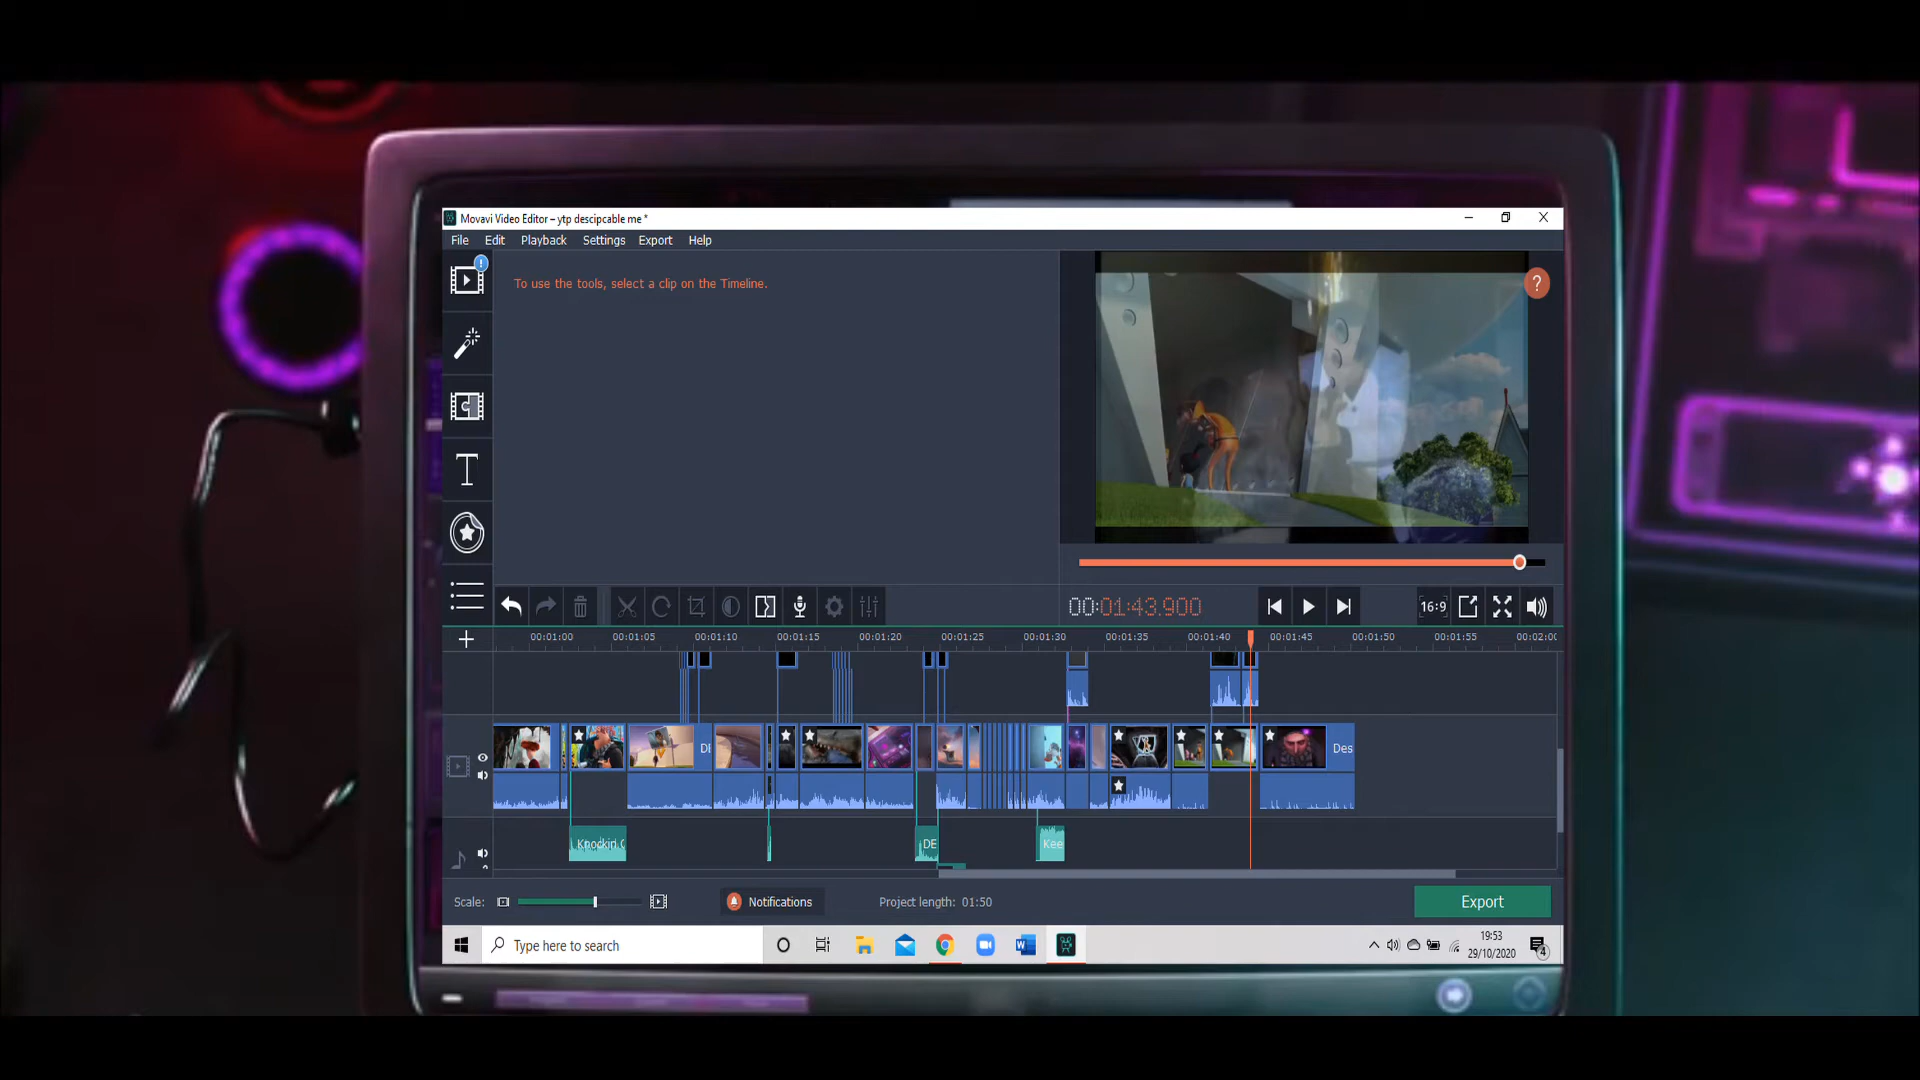 Movavi Video Editor – ytp descipcable me *
File Edit Playback Settings Export Help
To use the tools, select a clip on the Timeline.
?
00:01:43.900
16:9
00:01:00 00:01:05 00:01:10 00:01:15 00:01:20 00:01:25 00:01:30 00:01:35 00:01:40 00:01:45 00:01:50 00:01:55 00:02:00
Des
Knockin
DE
Kee
Scale:
Notifications
Project length: 01:50
Export
Type here to search
19:53
29/10/2020
4